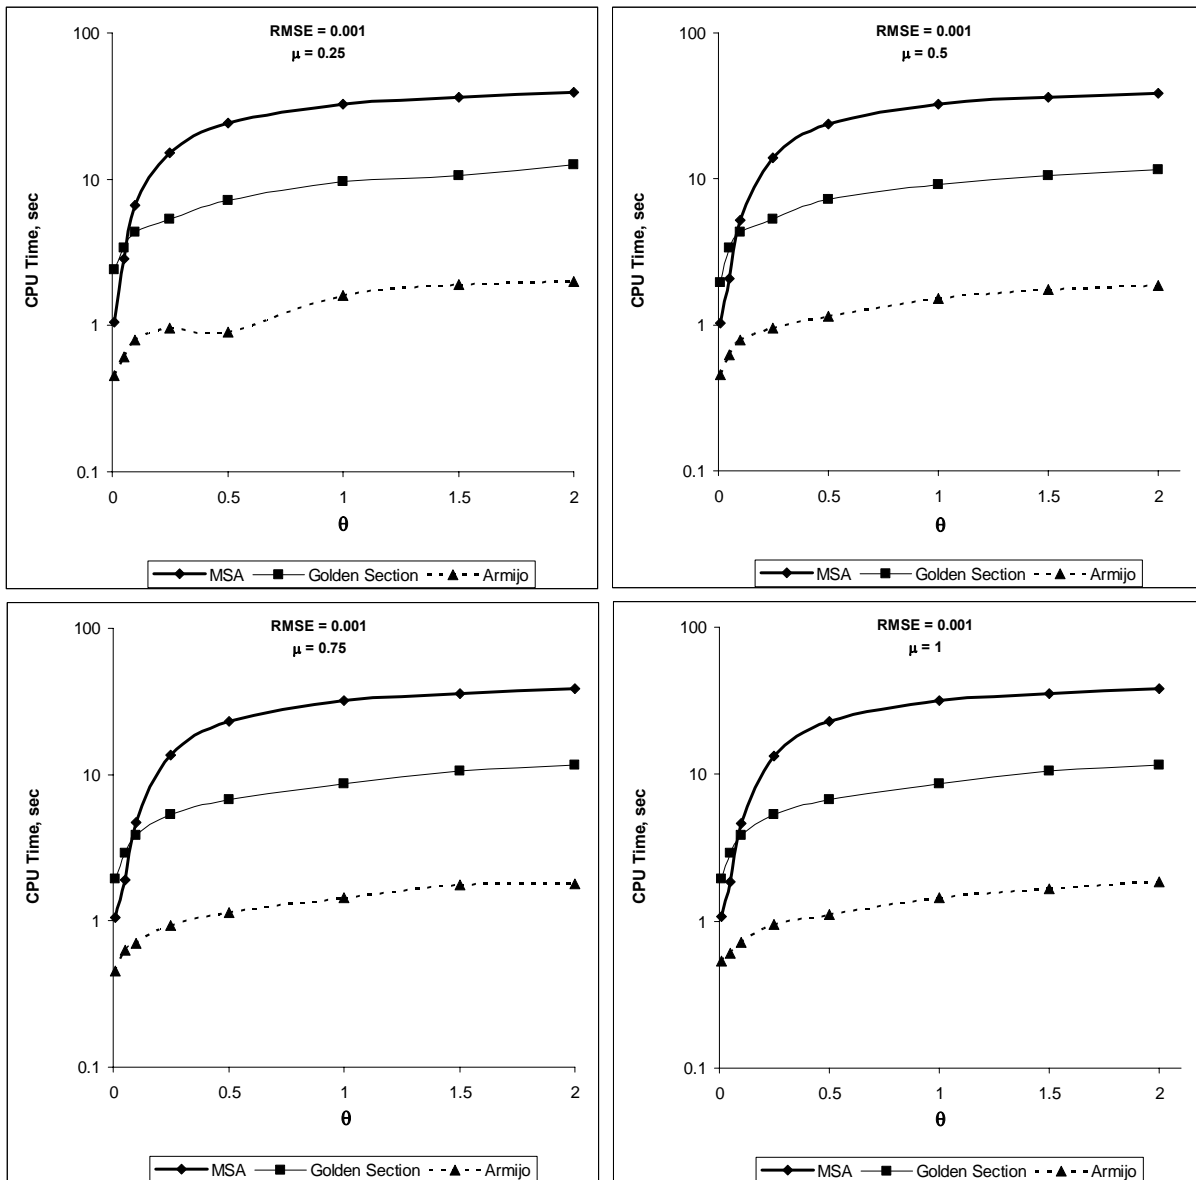 RMSE = 0.001
μ = 0.25
100
10
1
0.1
CPU Time, sec
0 0.5 1 1.5 2
θ
MSA Golden Section Armijo
RMSE = 0.001
μ = 0.5
100
10
1
0.1
CPU Time, sec
0 0.5 1 1.5 2
θ
MSA Golden Section Armijo
RMSE = 0.001
μ = 0.75
100
10
1
0.1
CPU Time, sec
0 0.5 1 1.5 2
θ
MSA Golden Section Armijo
RMSE = 0.001
μ = 1
100
10
1
0.1
CPU Time, sec
0 0.5 1 1.5 2
θ
MSA Golden Section Armijo